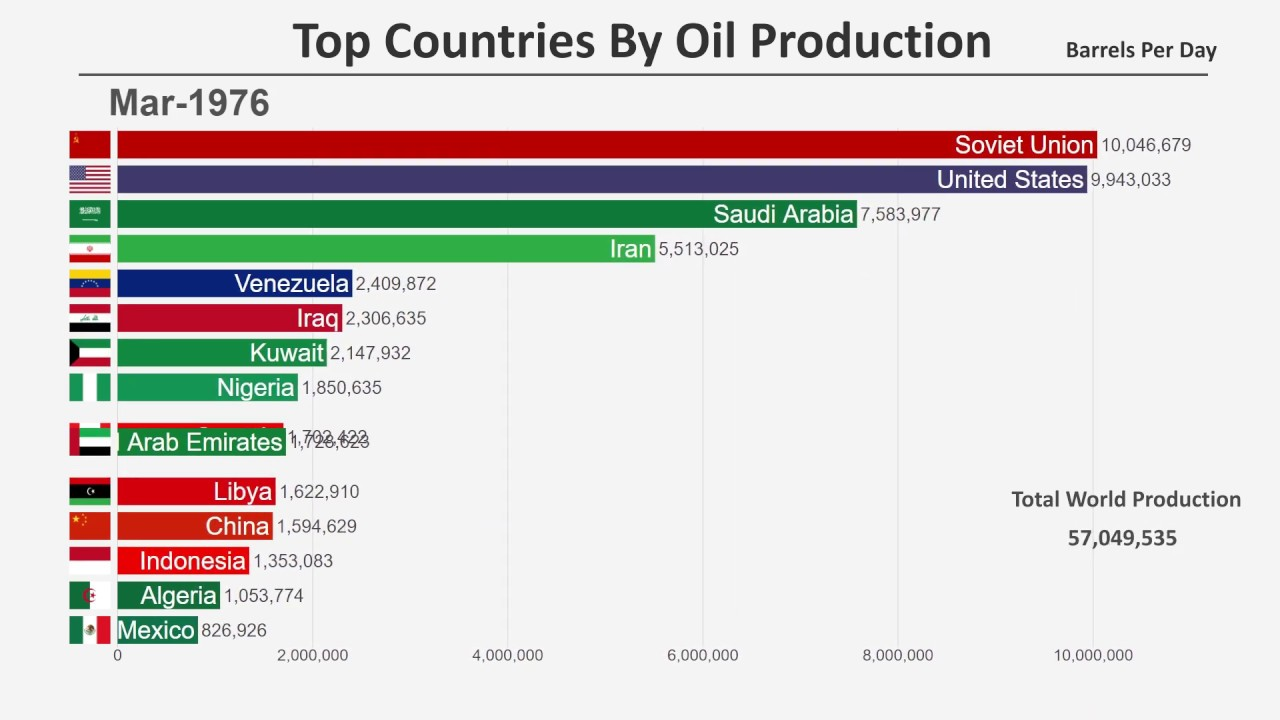 Top Countries By Oil Production
Barrels Per Day
Mar-1976
Soviet Union 10,046,679
United States 9,943,033
Saudi Arabia 7,583,977
Iran 5,513,025
Venezuela 2,409,872
Iraq 2,306,635
Kuwait 2,147,932
Nigeria 1,850,635
Arab Emirates
Libya 1,622,910
China 1,594,629
Indonesia 1,353,083
Algeria 1,053,774
Mexico 826,926
Total World Production
57,049,535
0 2,000,000 4,000,000 6,000,000 8,000,000 10,000,000